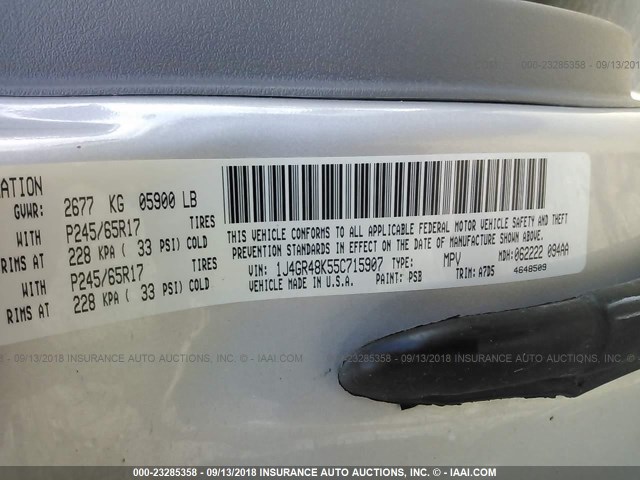 000-23285358 - 09/13/2018
INSURANCE AUTO AUCTIONS, INC. © - IAAI.COM
ATION
GVWR: 2677 KG 05900 LB
WITH P245/65R17 TIRES
RIMS AT 228 KPA ( 33 PSI) COLD
WITH P245/65R17 TIRES
RIMS AT 228 KPA ( 33 PSI) COLD
THIS VEHICLE CONFORMS TO ALL APPLICABLE FEDERAL MOTOR VEHICLE SAFETY AND THEFT
PREVENTION STANDARDS IN EFFECT ON THE DATE OF MANUFACTURE SHOWN ABOVE.
VIN: 1J4GR48K55C715907 TYPE: MPV MDH: 062222 094AA
VEHICLE MADE IN U.S.A. PAINT: PSB TRIM: A7D5 4648509
000-23285358 - 09/13/2018 INSURANCE AUTO AUCTIONS, INC. © - IAAI.COM
000-23285358 - 09/13/2018 INSURANCE AUTO AUCTIONS, INC. © - IAAI.COM